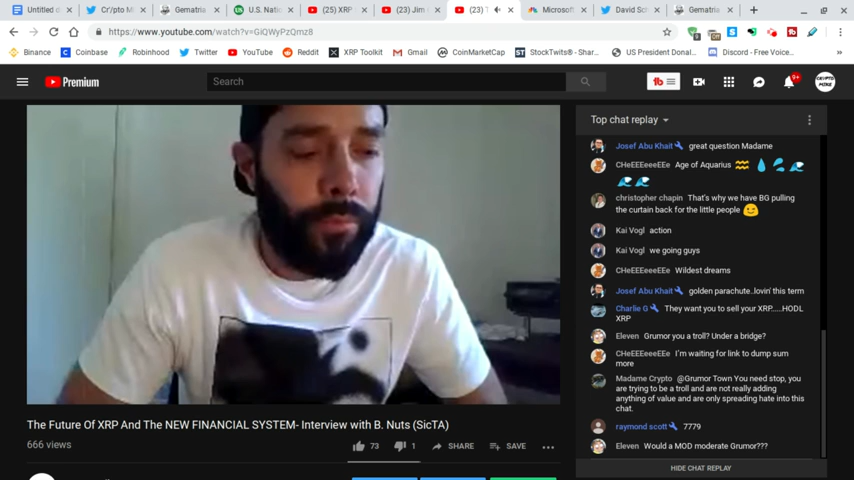 Untitled d
Cr/pto M
Gematria
U.S. Natio
(25) XRP
(23) Jim
(23) T
Microsoft
David Sc
Gematria
https://www.youtube.com/watch?v=GiQWyPzQmz8
Binance
Coinbase
Robinhood
Twitter
YouTube
Reddit
XRP Toolkit
Gmail
CoinMarketCap
StockTwits® - Shar...
US President Donal...
Discord - Free Voice...
Premium
Search
9+
Top chat replay
Josef Abu Khait great question Madame
CHeEEEeeeEEe Age of Aquarius
christopher chapin That's why we have BG pulling
the curtain back for the little people
Kai Vogl action
Kai Vogl we going guys
CHeEEEeeeEEe Wildest dreams
Josef Abu Khait golden parachute..lovin' this term
Charlie G They want you to sell your XRP.....HODL
XRP
Eleven Grumor you a troll? Under a bridge?
CHeEEEeeeEEe I'm waiting for link to dump sum
more
Madame Crypto @Grumor Town You need stop, you
are trying to be a troll and are not really adding
anything of value and are only spreading hate into this
chat.
raymond scott 7779
Eleven Would a MOD moderate Grumor???
HIDE CHAT REPLAY
The Future Of XRP And The NEW FINANCIAL SYSTEM- Interview with B. Nuts (SicTA)
666 views
73
1
SHARE
SAVE